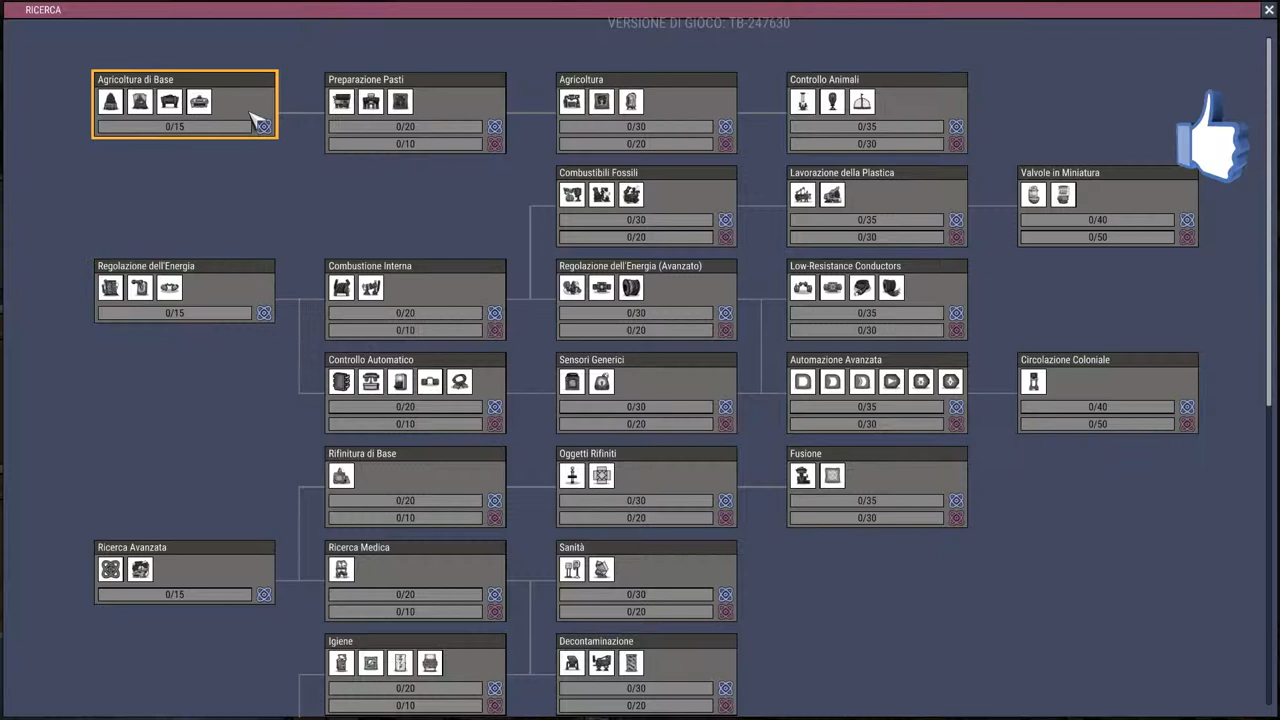 RICERCA
VERSIONE DI GIOCO: TB-247630
Agricoltura di Base
0/15
Preparazione Pasti
0/20
0/10
Agricoltura
0/30
0/20
Controllo Animali
0/35
0/30
Combustibili Fossili
0/30
0/20
Lavorazione della Plastica
0/35
0/30
Valvole in Miniatura
0/40
0/50
Regolazione dell'Energia
0/15
Combustione Interna
0/20
0/10
Regolazione dell'Energia (Avanzato)
0/30
0/20
Low-Resistance Conductors
0/35
0/30
Controllo Automatico
0/20
0/10
Sensori Generici
0/30
0/20
Automazione Avanzata
0/35
0/30
Circolazione Coloniale
0/40
0/50
Rifinitura di Base
0/20
0/10
Oggetti Rifiniti
0/30
0/20
Fusione
0/35
0/30
Ricerca Avanzata
0/15
Ricerca Medica
0/20
0/10
Sanità
0/30
0/20
Igiene
0/20
0/10
Decontaminazione
0/30
0/20